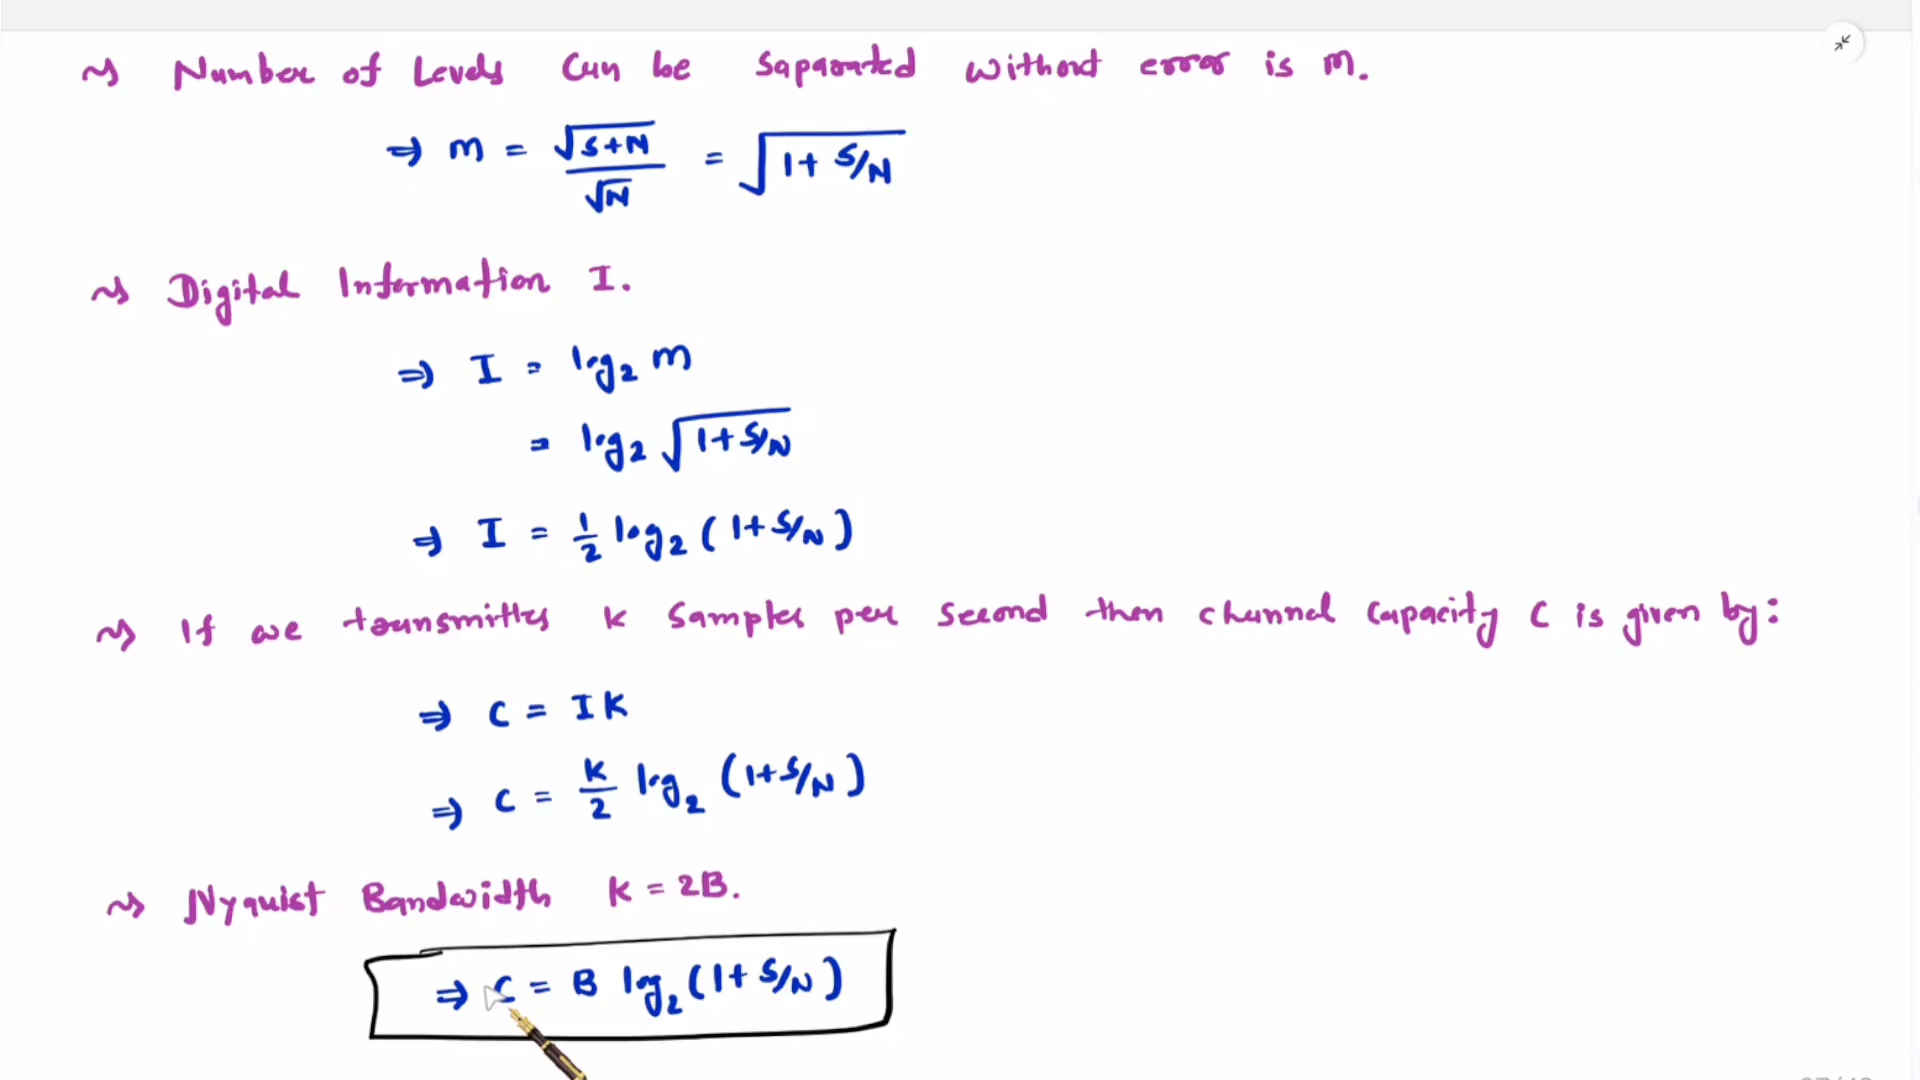 ~> Number of Levels Can be Saparated without error is m.
⇒ m = √S+N / √N = √1+ S/N
~> Digital Information I.
⇒ I = log₂ m
= log₂ √1+S/N
⇒ I = 1/2 log₂ (1+S/N)
~> If we transmittes K Samples per Second then channel Capacity C is given by:
⇒ C = IK
⇒ C = K/2 log₂ (1+S/N)
~> Nyquist Bandwidth K = 2B.
⇒ C = B log₂ (1+ S/N)